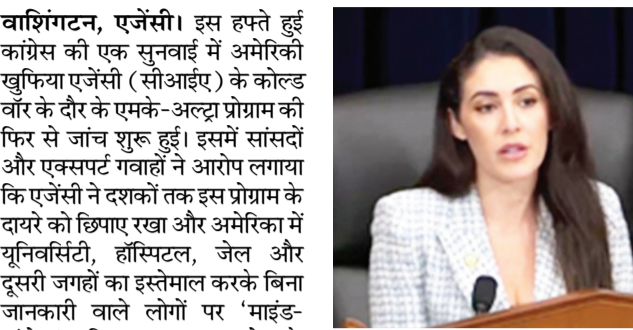 वाशिंगटन, एजेंसी। इस हफ्ते हुई
कांग्रेस की एक सुनवाई में अमेरिकी
खुफिया एजेंसी (सीआईए) के कोल्ड
वॉर के दौर के एमके-अल्ट्रा प्रोग्राम की
फिर से जांच शुरू हुई। इसमें सांसदों
और एक्सपर्ट गवाहों ने आरोप लगाया
कि एजेंसी ने दशकों तक इस प्रोग्राम के
दायरे को छिपाए रखा और अमेरिका में
यूनिवर्सिटी, हॉस्पिटल, जेल और
दूसरी जगहों का इस्तेमाल करके बिना
जानकारी वाले लोगों पर ‘माइंड-